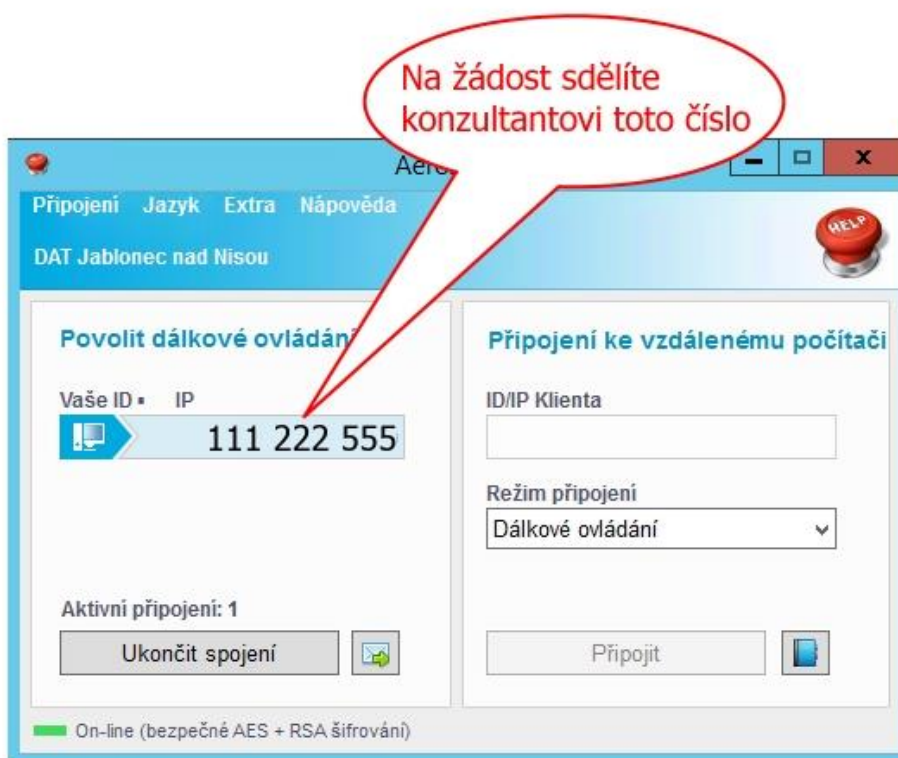 Na žádost sdělíte
konzultantovi toto číslo
Připojení Jazyk Extra Nápověda
DAT Jablonec nad Nisou
HELP
Povolit dálkové ovládán
Vaše ID ▪ IP
111 222 555
Aktivní připojení: 1
Ukončit spojení
Připojení ke vzdálenému počítači
ID/IP Klienta
Režim připojení
Dálkové ovládání
Připojit
On-line (bezpečné AES + RSA šifrování)